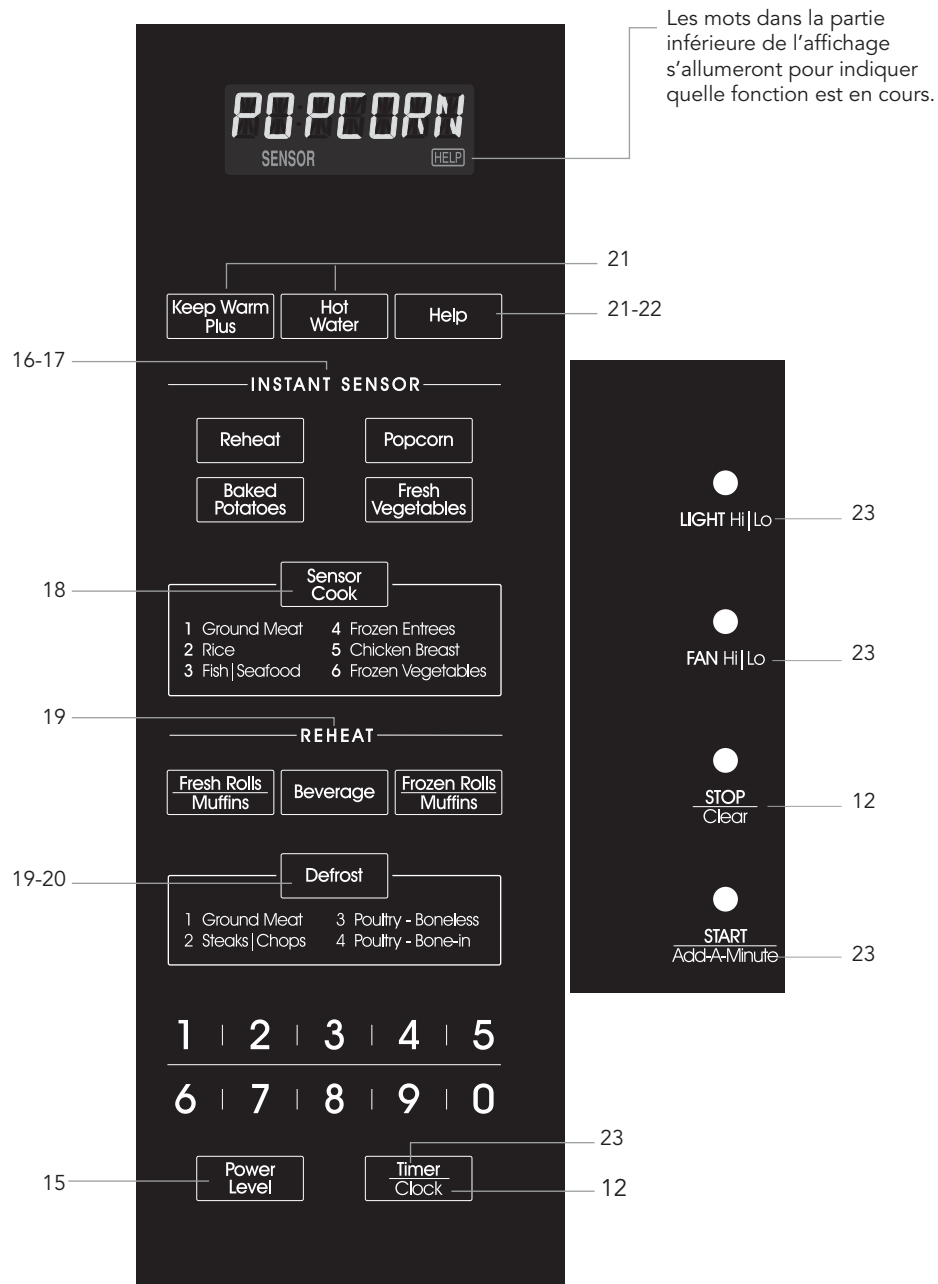 Les mots dans la partie
inférieure de l'affichage
s'allumeront pour indiquer
quelle fonction est en cours.
POPCORN
SENSOR HELP
21
Keep Warm
Plus
Hot
Water
Help
21-22
16-17
INSTANT SENSOR
Reheat
Popcorn
Baked
Potatoes
Fresh
Vegetables
18
Sensor
Cook
1 Ground Meat
2 Rice
3 Fish|Seafood
4 Frozen Entrees
5 Chicken Breast
6 Frozen Vegetables
19
REHEAT
Fresh Rolls
Muffins
Beverage
Frozen Rolls
Muffins
19-20
Defrost
1 Ground Meat
2 Steaks|Chops
3 Poultry - Boneless
4 Poultry - Bone-in
1 | 2 | 3 | 4 | 5
6 | 7 | 8 | 9 | 0
15
Power
Level
23
Timer
Clock
12
LIGHT Hi|Lo
23
FAN Hi|Lo
23
STOP
Clear
12
START
Add-A-Minute
23